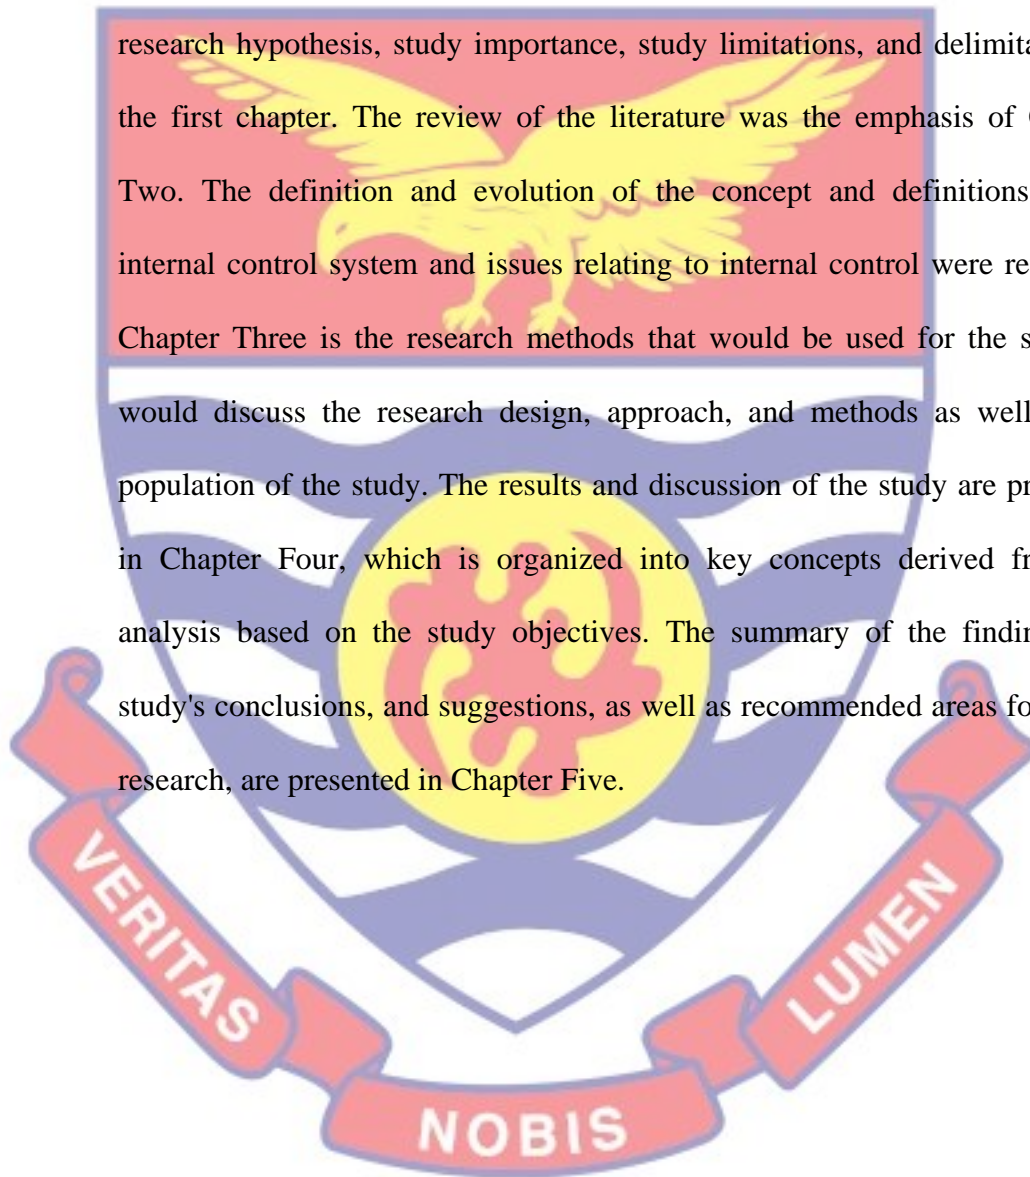 research hypothesis, study importance, study limitations, and delimita
the first chapter. The review of the literature was the emphasis of
Two. The definition and evolution of the concept and definitions
internal control system and issues relating to internal control were re
Chapter Three is the research methods that would be used for the s
would discuss the research design, approach, and methods as well
population of the study. The results and discussion of the study are pr
in Chapter Four, which is organized into key concepts derived fr
analysis based on the study objectives. The summary of the findin
study's conclusions, and suggestions, as well as recommended areas fo
research, are presented in Chapter Five.
VERITAS
NOBIS
LUMEN